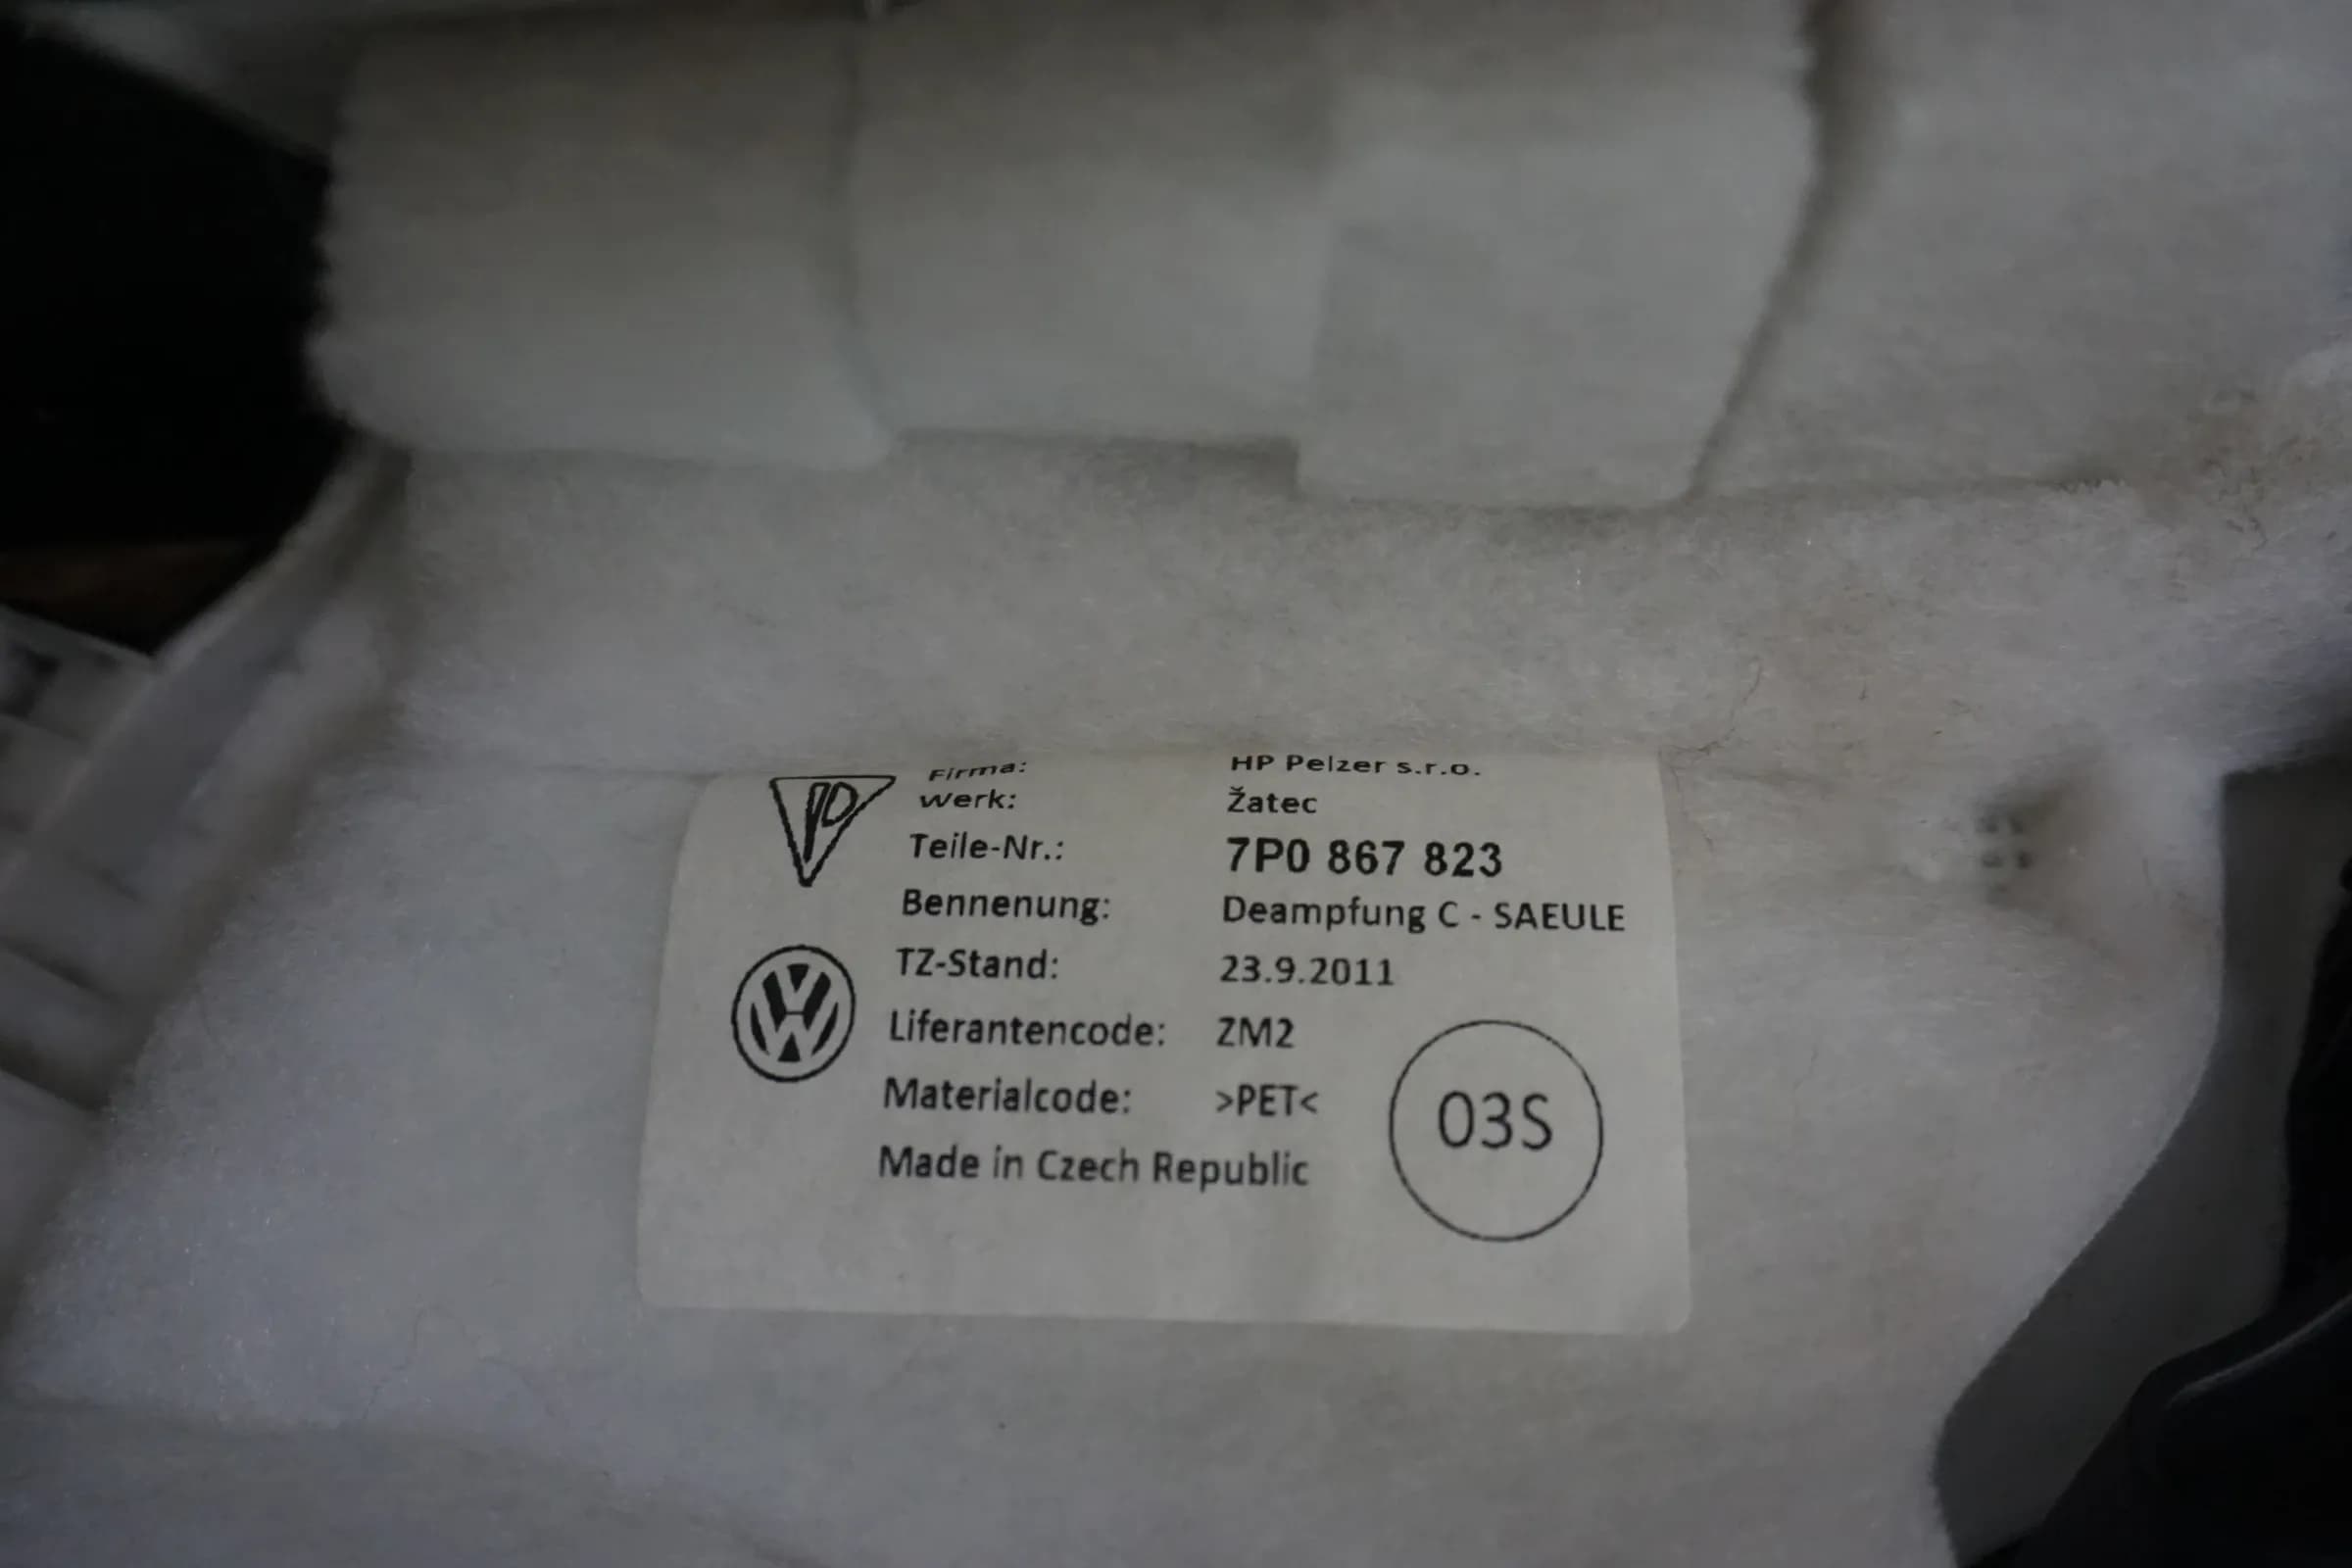 Firma: HP Pelzer s.r.o.
Werk: Žatec
Teile-Nr.: 7P0 867 823
Bennenung: Deampfung C - SAEULE
TZ-Stand: 23.9.2011
Liferantencode: ZM2
Materialcode: >PET<
03S
Made in Czech Republic